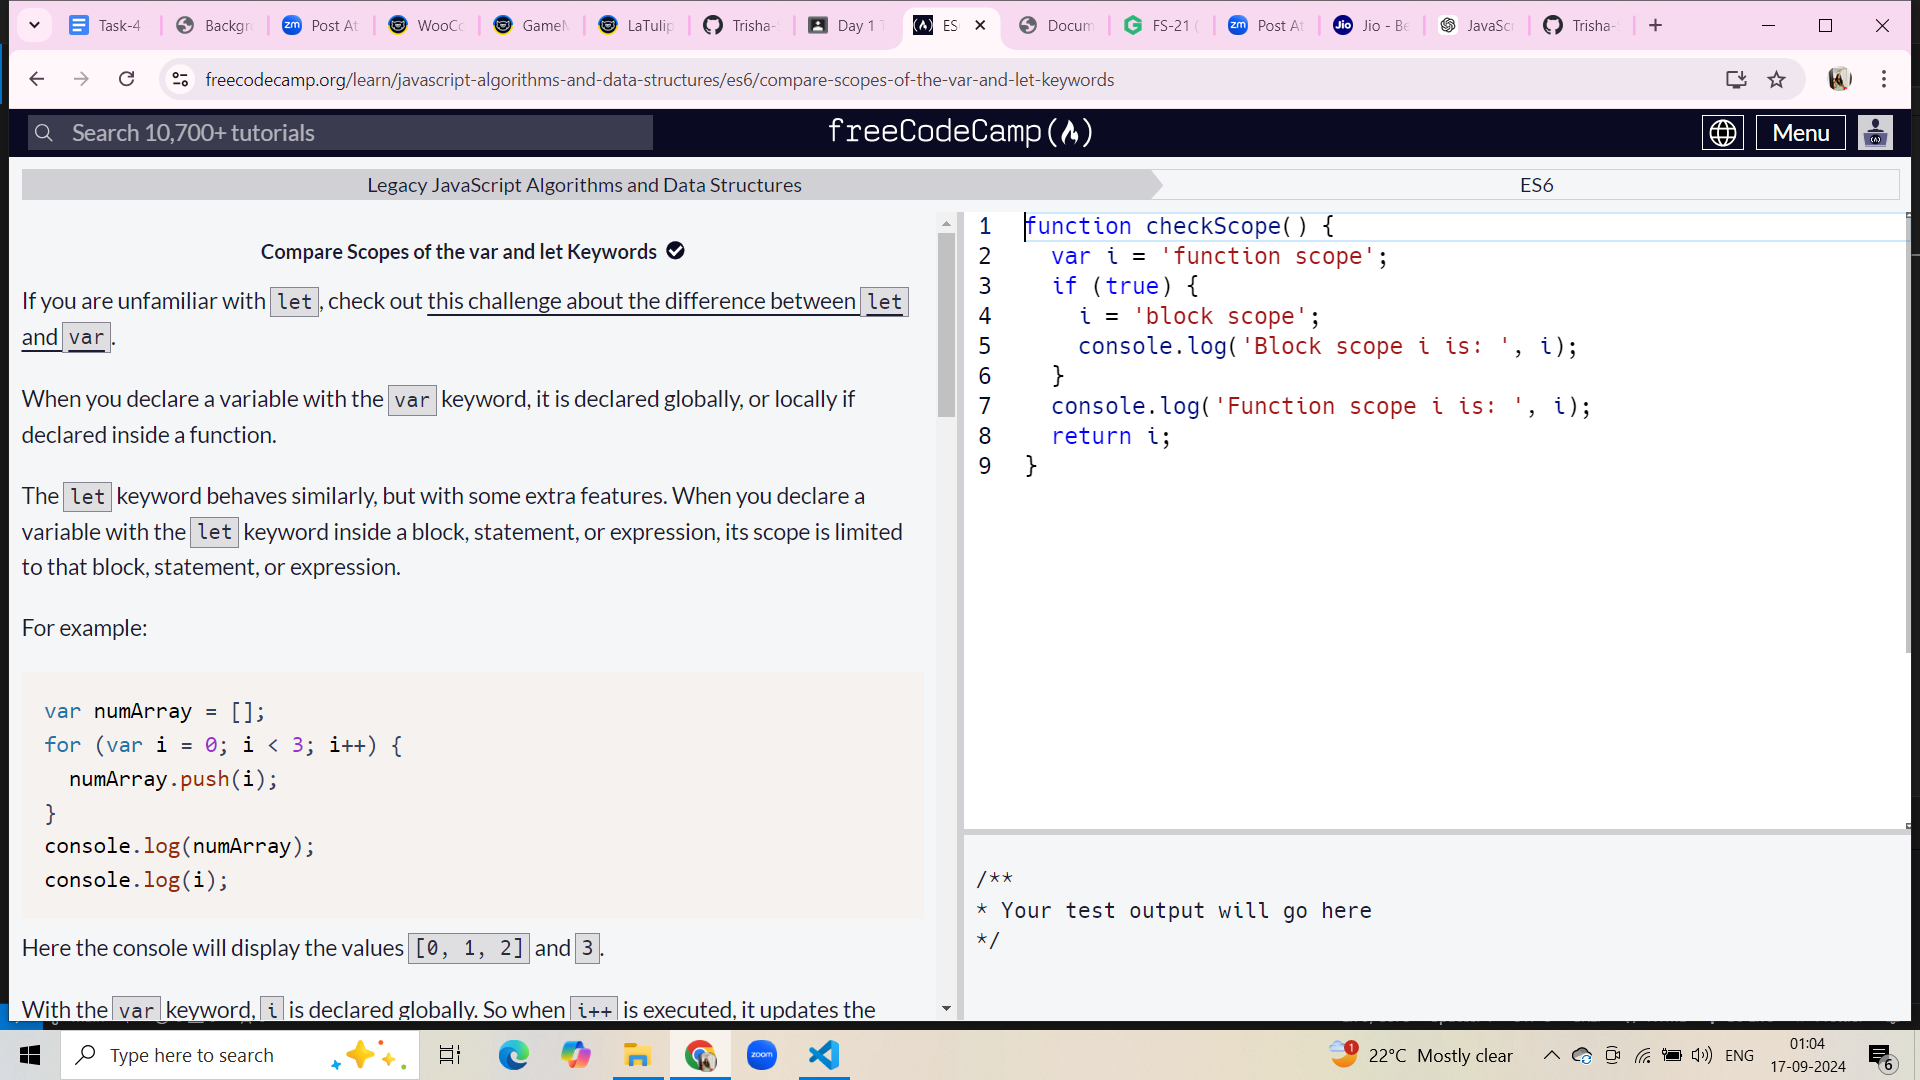 Task-4
Backgr
Post At
WooCo
GameM
LaTulip
Trisha-
Day 1 T
ES
Docum
FS-21 (
Post At
Jio - Be
JavaScr
Trisha-
freecodecamp.org/learn/javascript-algorithms-and-data-structures/es6/compare-scopes-of-the-var-and-let-keywords
Search 10,700+ tutorials
freeCodeCamp
Menu
Legacy JavaScript Algorithms and Data Structures
ES6
Compare Scopes of the var and let Keywords
If you are unfamiliar with let, check out this challenge about the difference between let
and var.
When you declare a variable with the var keyword, it is declared globally, or locally if
declared inside a function.
The let keyword behaves similarly, but with some extra features. When you declare a
variable with the let keyword inside a block, statement, or expression, its scope is limited
to that block, statement, or expression.
For example:
var numArray = [];
for (var i = 0; i < 3; i++) {
  numArray.push(i);
}
console.log(numArray);
console.log(i);
Here the console will display the values [0, 1, 2] and 3.
With the var keyword, i is declared globally. So when i++ is executed, it updates the
1 function checkScope() {
2   var i = 'function scope';
3   if (true) {
4     i = 'block scope';
5     console.log('Block scope i is: ', i);
6   }
7   console.log('Function scope i is: ', i);
8   return i;
9 }
/**
* Your test output will go here
*/
Type here to search
zoom
1
22°C Mostly clear
ENG
01:04
17-09-2024
6